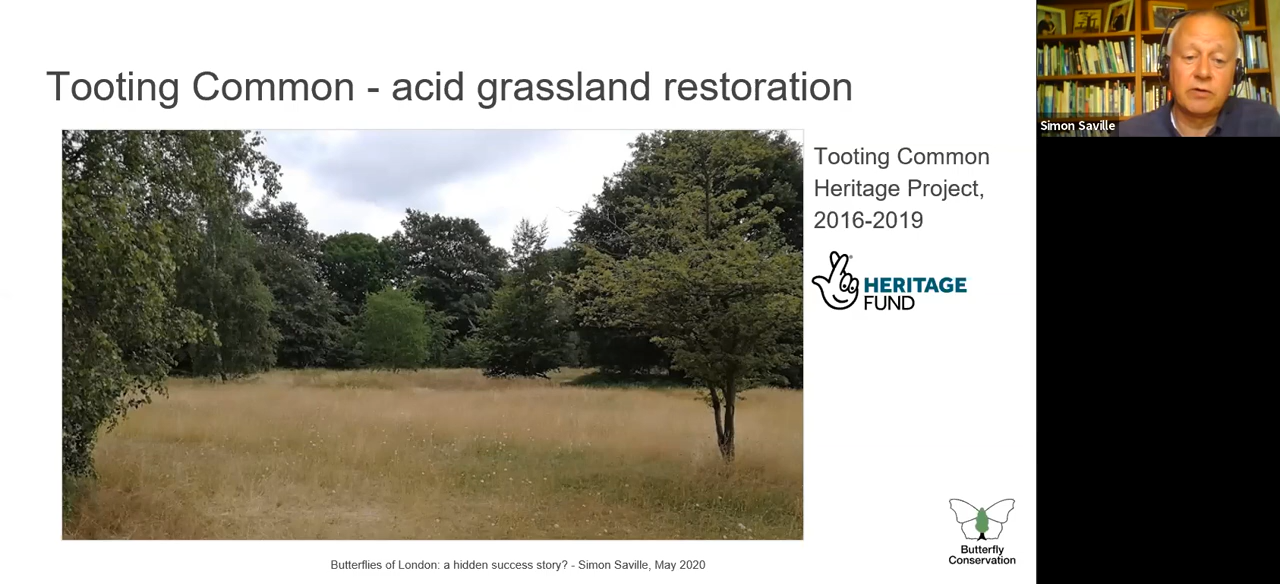 Tooting Common - acid grassland restoration
Tooting Common
Heritage Project,
2016-2019
HERITAGE
FUND
Butterfly
Conservation
Butterflies of London: a hidden success story? - Simon Saville, May 2020
Simon Saville